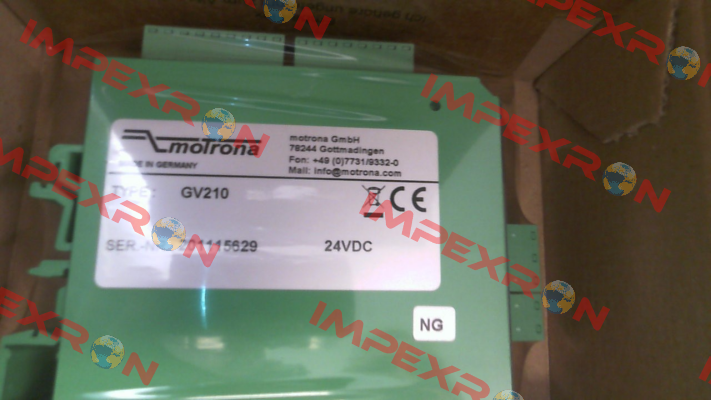 motrona
MADE IN GERMANY
motrona GmbH
78244 Gottmadingen
Fon: +49 (0)7731/9332-0
Mail: info@motrona.com
TYPE: GV210
SER.-N 24VDC
NG
IMPEXRON
IMPEXRON
IMPEXRON
IMPEXRON
IMPEXRON
IMPEXRON